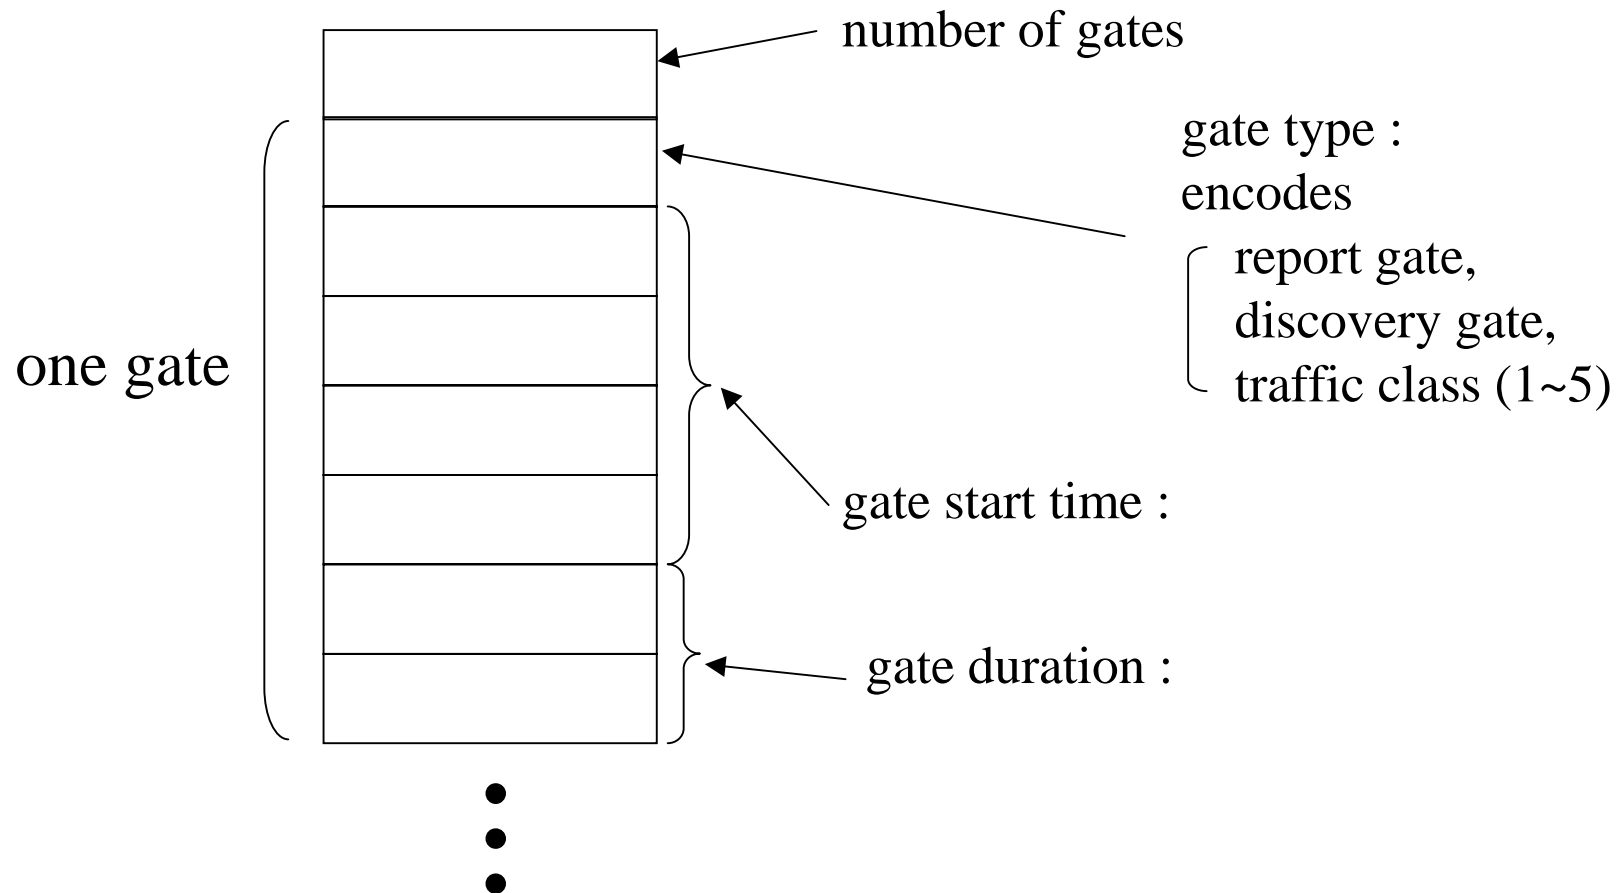 number of gates
gate type :
encodes
report gate,
discovery gate,
traffic class (1~5)
one gate
gate start time :
gate duration :